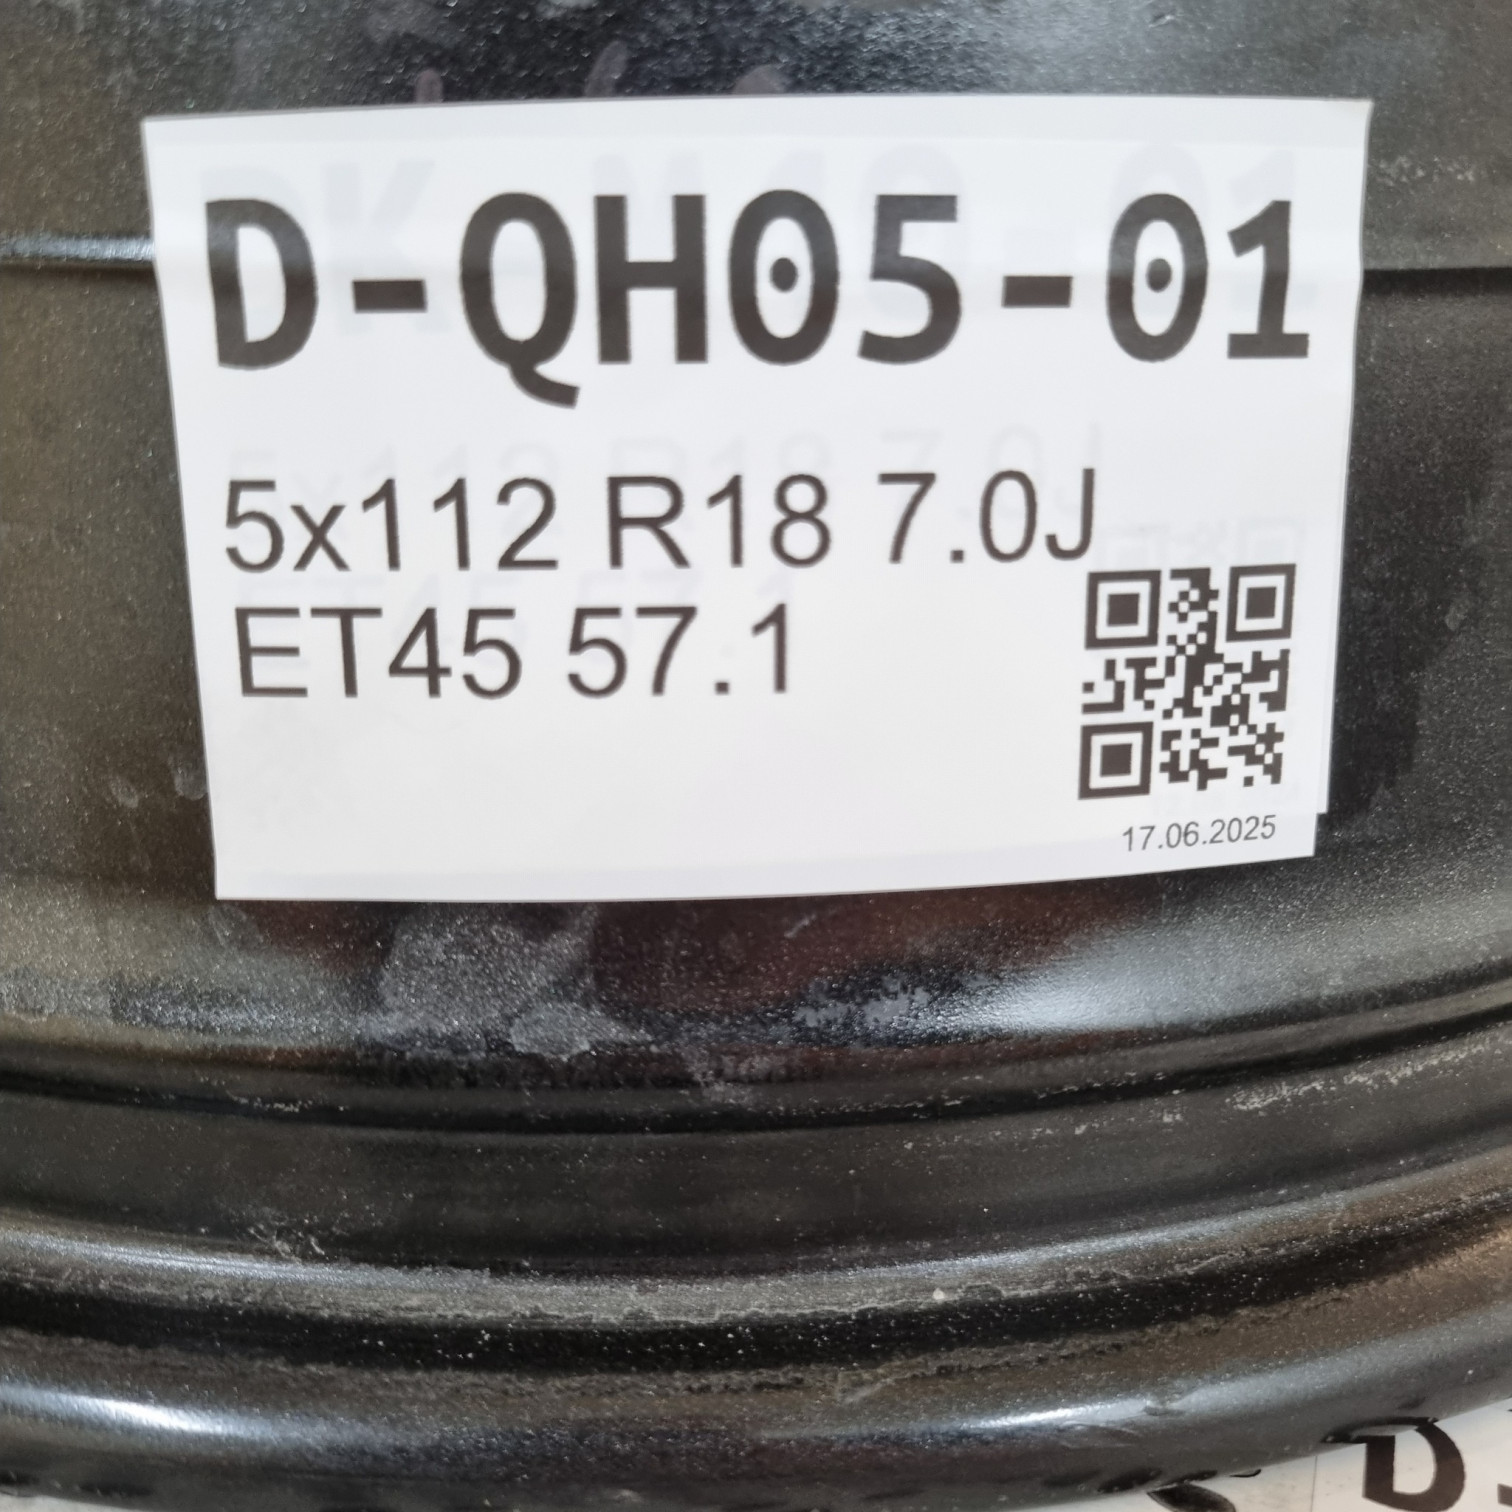 D-QH05-01
5x112 R18 7.0J
ET45 57.1
17.06.2025